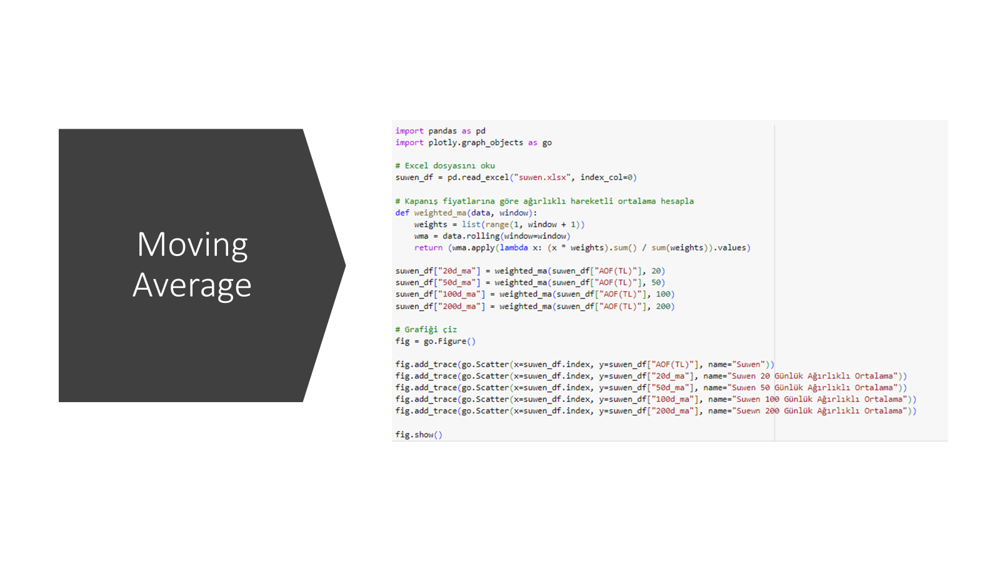 Moving
Average
import pandas as pd
import plotly.graph_objects as go
# Excel dosyasını oku
suwen_df = pd.read_excel("suwen.xlsx", index_col=0)
# Kapanış fiyatlarına göre ağırlıklı hareketli ortalama hesapla
def weighted_ma(data, window):
    weights = list(range(1, window + 1))
    wma = data.rolling(window=window)
    return (wma.apply(lambda x: (x * weights).sum() / sum(weights)).values)
suwen_df["20d_ma"] = weighted_ma(suwen_df["AOF(TL)"], 20)
suwen_df["50d_ma"] = weighted_ma(suwen_df["AOF(TL)"], 50)
suwen_df["100d_ma"] = weighted_ma(suwen_df["AOF(TL)"], 100)
suwen_df["200d_ma"] = weighted_ma(suwen_df["AOF(TL)"], 200)
# Grafiği çiz
fig = go.Figure()
fig.add_trace(go.Scatter(x=suwen_df.index, y=suwen_df["AOF(TL)"], name="Suwen"))
fig.add_trace(go.Scatter(x=suwen_df.index, y=suwen_df["20d_ma"], name="Suwen 20 Günlük Ağırlıklı Ortalama"))
fig.add_trace(go.Scatter(x=suwen_df.index, y=suwen_df["50d_ma"], name="Suwen 50 Günlük Ağırlıklı Ortalama"))
fig.add_trace(go.Scatter(x=suwen_df.index, y=suwen_df["100d_ma"], name="Suwen 100 Günlük Ağırlıklı Ortalama"))
fig.add_trace(go.Scatter(x=suwen_df.index, y=suwen_df["200d_ma"], name="Suewn 200 Günlük Ağırlıklı Ortalama"))
fig.show()